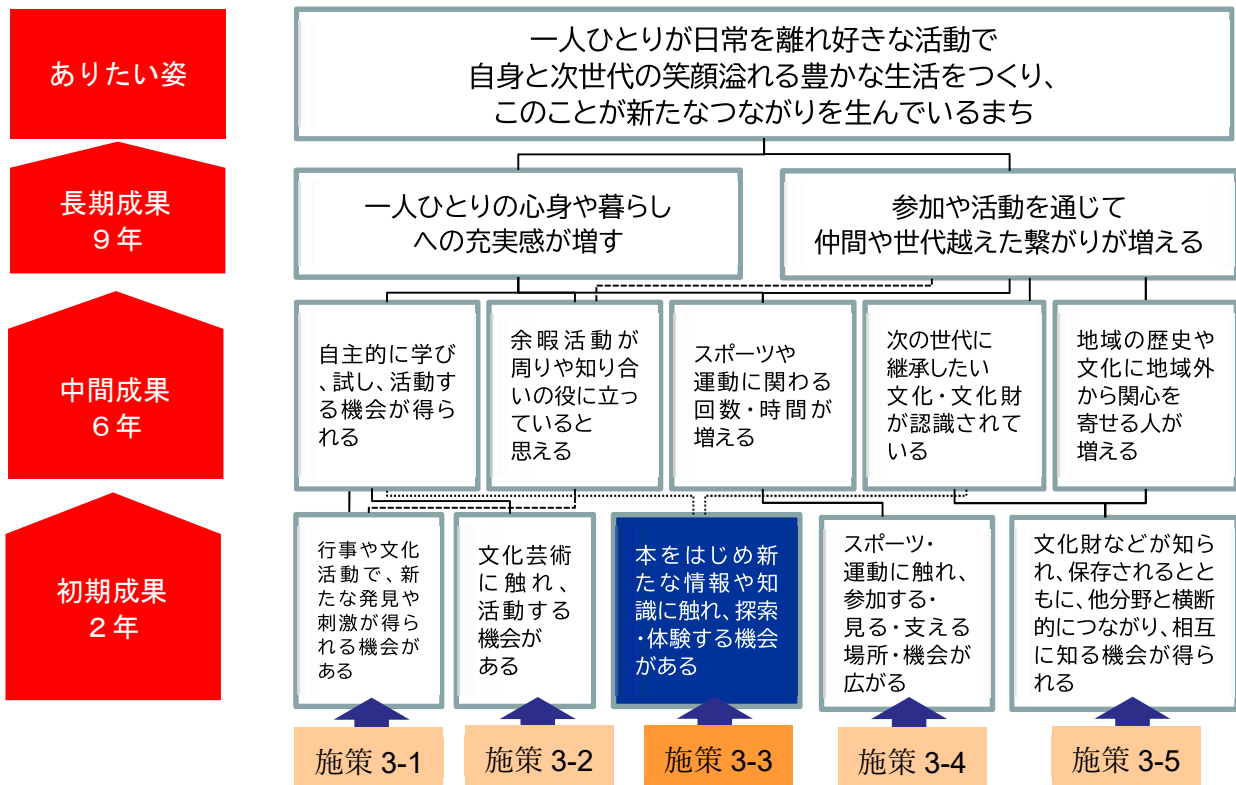 ありたい姿
一人ひとりが日常を離れ好きな活動で
自身と次世代の笑顔溢れる豊かな生活をつくり、
このことが新たなつながりを生んでいるまち
長期成果
９年
一人ひとりの心身や暮らし
への充実感が増す
参加や活動を通じて
仲間や世代越えた繋がりが増える
中間成果
６年
自主的に学び
、試し、活動す
る機会が得ら
れる
余暇活動が
周りや知り合
いの役に立っ
ていると
思える
スポーツや
運動に関わる
回数・時間が
増える
次の世代に
継承したい
文化・文化財
が認識されて
いる
地域の歴史や
文化に地域外
から関心を
寄せる人が
増える
初期成果
２年
行事や文化
活動で、新
たな発見や
刺激が得ら
れる機会が
ある
文化芸術
に触れ、
活動する
機会が
ある
本をはじめ新
たな情報や知
識に触れ、探索
・体験する機会
がある
スポーツ・
運動に触れ、
参加する・
見る・支える
場所・機会が
広がる
文化財などが知ら
れ、保存されるとと
もに、他分野と横断
的につながり、相互
に知る機会が得ら
れる
施策 3-1
施策 3-2
施策 3-3
施策 3-4
施策 3-5